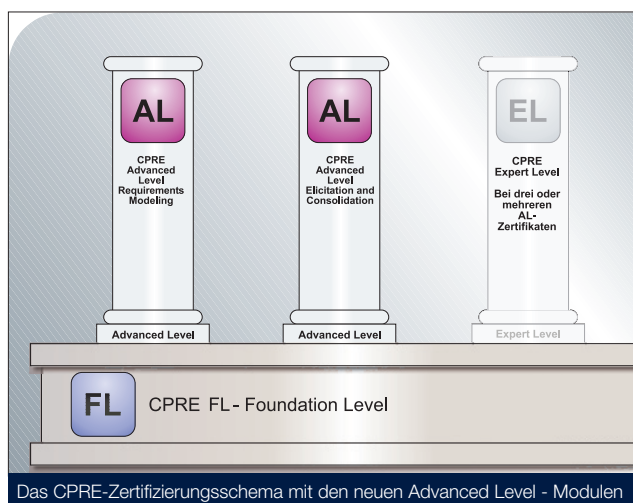 AL
CPRE
Advanced
Level
Requirements
Modeling
Advanced Level
AL
CPRE
Advanced
Level
Elicitation and
Consolidation
Advanced Level
EL
CPRE
Expert Level
Bei drei oder
mehreren
AL-
Zertifikaten
Expert Level
FL
CPRE FL - Foundation Level
Das CPRE-Zertifizierungsschema mit den neuen Advanced Level - Modulen